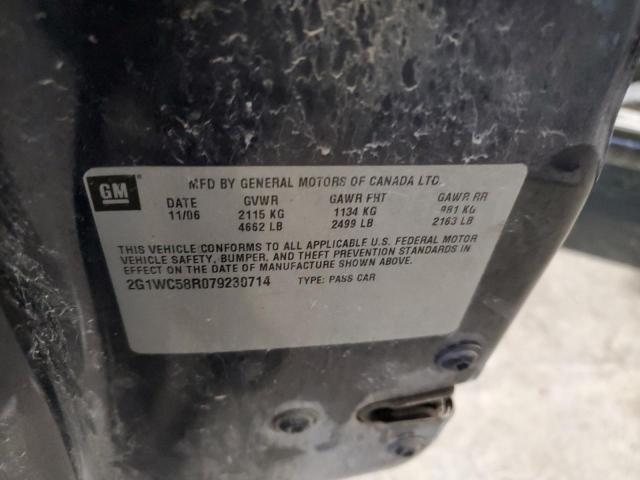 GM
MFD BY GENERAL MOTORS OF CANADA LTD.
DATE GVWR GAWR FRT GAWR RR
11/06 2115 KG 1134 KG 981 KG
4662 LB 2499 LB 2163 LB
THIS VEHICLE CONFORMS TO ALL APPLICABLE U.S. FEDERAL MOTOR
VEHICLE SAFETY, BUMPER, AND THEFT PREVENTION STANDARDS IN
EFFECT ON THE DATE OF MANUFACTURE SHOWN ABOVE.
2G1WC58R079230714 TYPE: PASS CAR